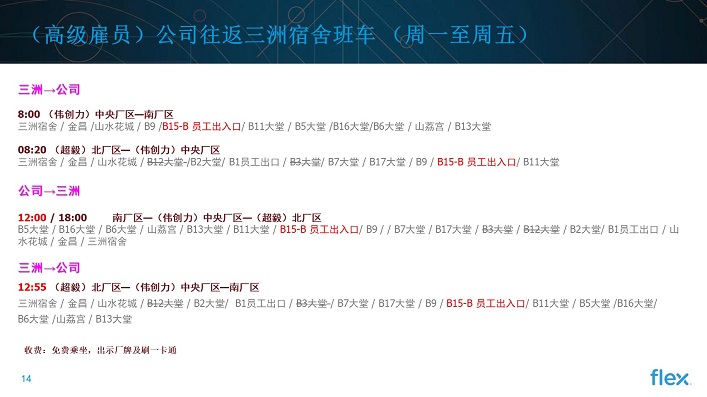 （高级雇员）公司往返三洲宿舍班车 （周一至周五）
三洲→公司
8:00 （伟创力）中央厂区—南厂区
三洲宿舍 / 金昌 /山水花城 / B9 /B15-B 员工出入口/ B11大堂 / B5大堂 /B16大堂/B6大堂 / 山荔宫 / B13大堂
08:20 （超毅）北厂区—（伟创力）中央厂区
三洲宿舍 / 金昌 / 山水花城 / B12大堂 /B2大堂/ B1员工出口 / B3大堂/ B7大堂 / B17大堂 / B9 / B15-B 员工出入口/ B11大堂
公司→三洲
12:00 / 18:00 南厂区—（伟创力）中央厂区—（超毅）北厂区
B5大堂 / B16大堂 / B6大堂 / 山荔宫 / B13大堂 / B11大堂 / B15-B 员工出入口/ B9 / / B7大堂 / B17大堂 / B3大堂 / B12大堂 / B2大堂/ B1员工出口 / 山
水花城 / 金昌 / 三洲宿舍
三洲→公司
12:55 （超毅）北厂区—（伟创力）中央厂区—南厂区
三洲宿舍 / 金昌 / 山水花城 / B12大堂 / B2大堂/ B1员工出口 / B3大堂 / B7大堂 / B17大堂 / B9 / B15-B 员工出入口/ B11大堂 / B5大堂 /B16大堂/
B6大堂 /山荔宫 / B13大堂
收费：免费乘坐，出示厂牌及刷一卡通
14
flex